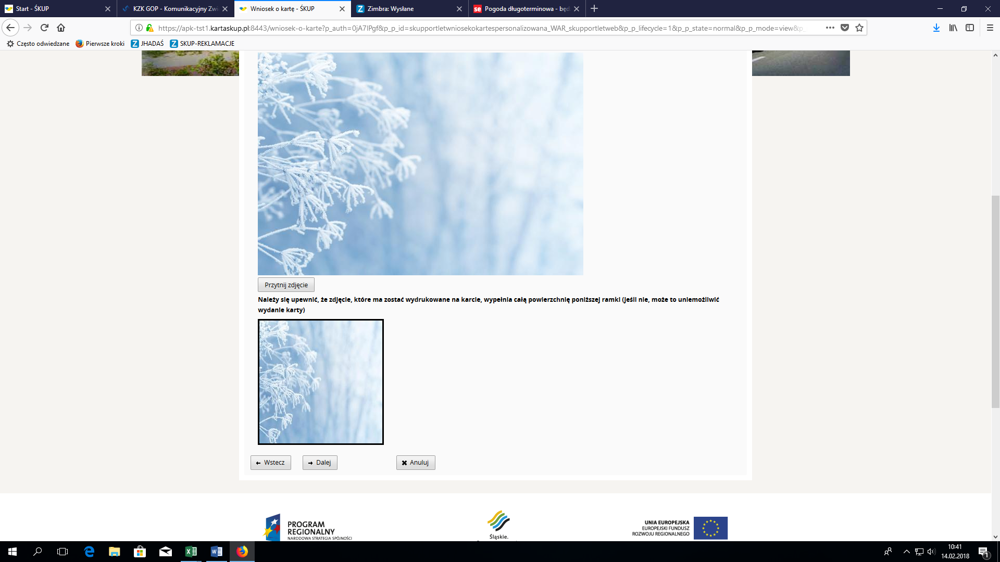 Start - ŚKUP
KZK GOP - Komunikacyjny Zwi
Wniosek o kartę - ŚKUP
Zimbra: Wysłane
Pogoda długoterminowa - będ
https://apk-tst1.kartaskup.pl:8443/wniosek-o-karte?p_auth=0jA7lPgf&p_p_id=skupportletwniosekokartespersonalizowana_WAR_skupportletweb&p_p_lifecycle=1&p_p_state=normal&p_p_mode=view&p_
Często odwiedzane
Pierwsze kroki
JHADAŚ
SKUP-REKLAMACJE
Przytnij zdjęcie
Należy się upewnić, że zdjęcie, które ma zostać wydrukowane na karcie, wypełnia całą powierzchnię poniższej ramki (jeśli nie, może to uniemożliwić
wydanie karty)
Wstecz
Dalej
Anuluj
PROGRAM
REGIONALNY
NARODOWA STRATEGIA SPÓJNOŚCI
Śląskie.
UNIA EUROPEJSKA
EUROPEJSKI FUNDUSZ
ROZWOJU REGIONALNEGO
10:41
14.02.2018
1